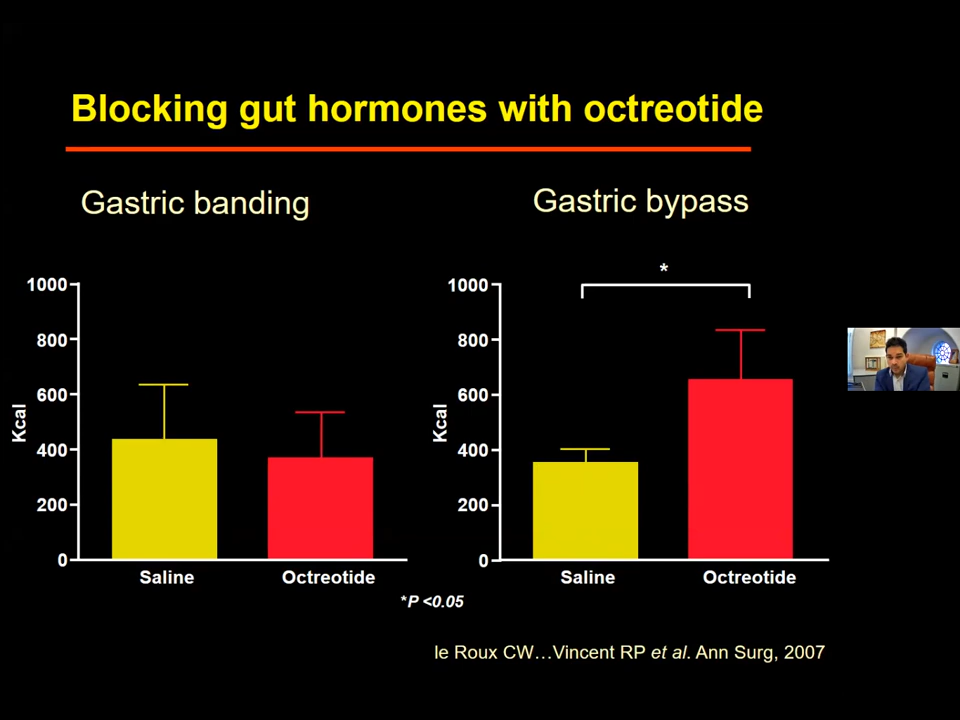 Blocking gut hormones with octreotide
Gastric banding
1000
800
600
400
200
0
Kcal
Saline
Octreotide
Gastric bypass
*
1000
800
600
400
200
0
Kcal
Saline
Octreotide
*P <0.05
le Roux CW…Vincent RP et al. Ann Surg, 2007